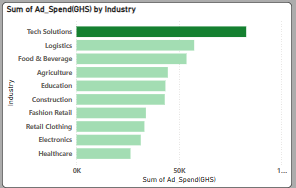 Sum of Ad_Spend(GHS) by Industry
Industry
Tech Solutions
Logistics
Food & Beverage
Agriculture
Education
Construction
Fashion Retail
Retail Clothing
Electronics
Healthcare
0K 50K 1...
Sum of Ad_Spend(GHS)